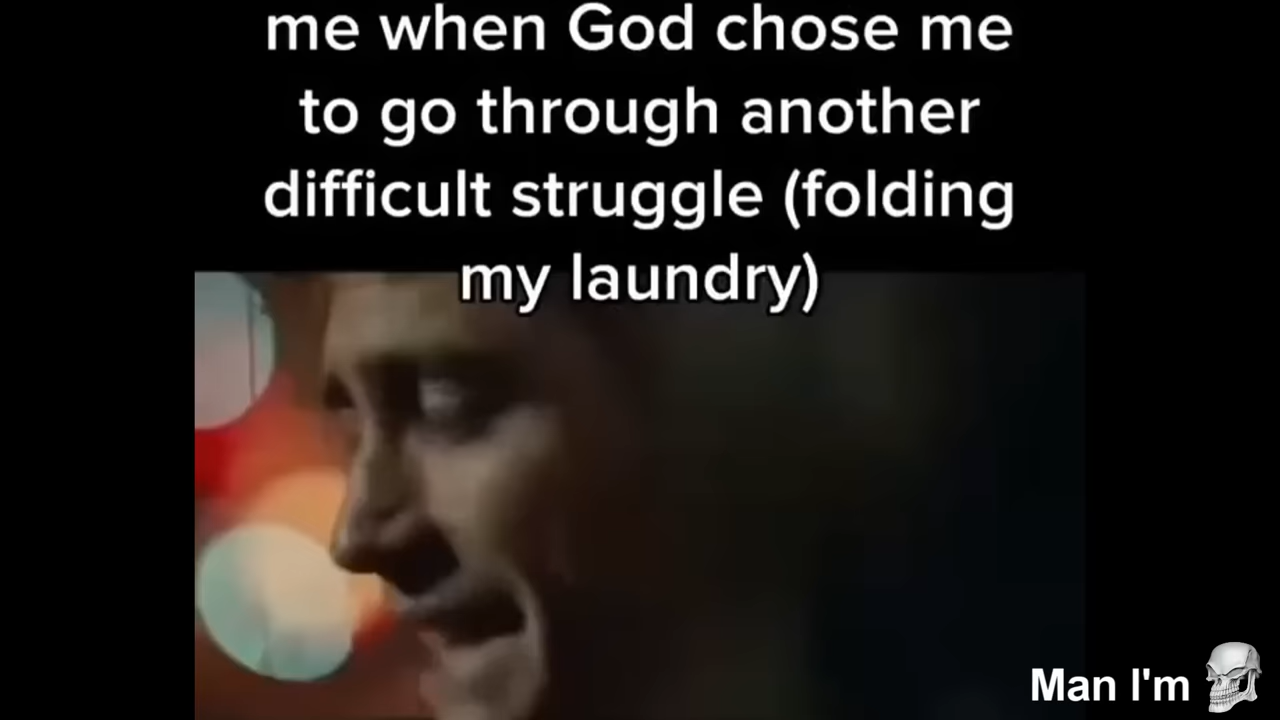 me when God chose me
to go through another
difficult struggle (folding
my laundry)
Man I'm